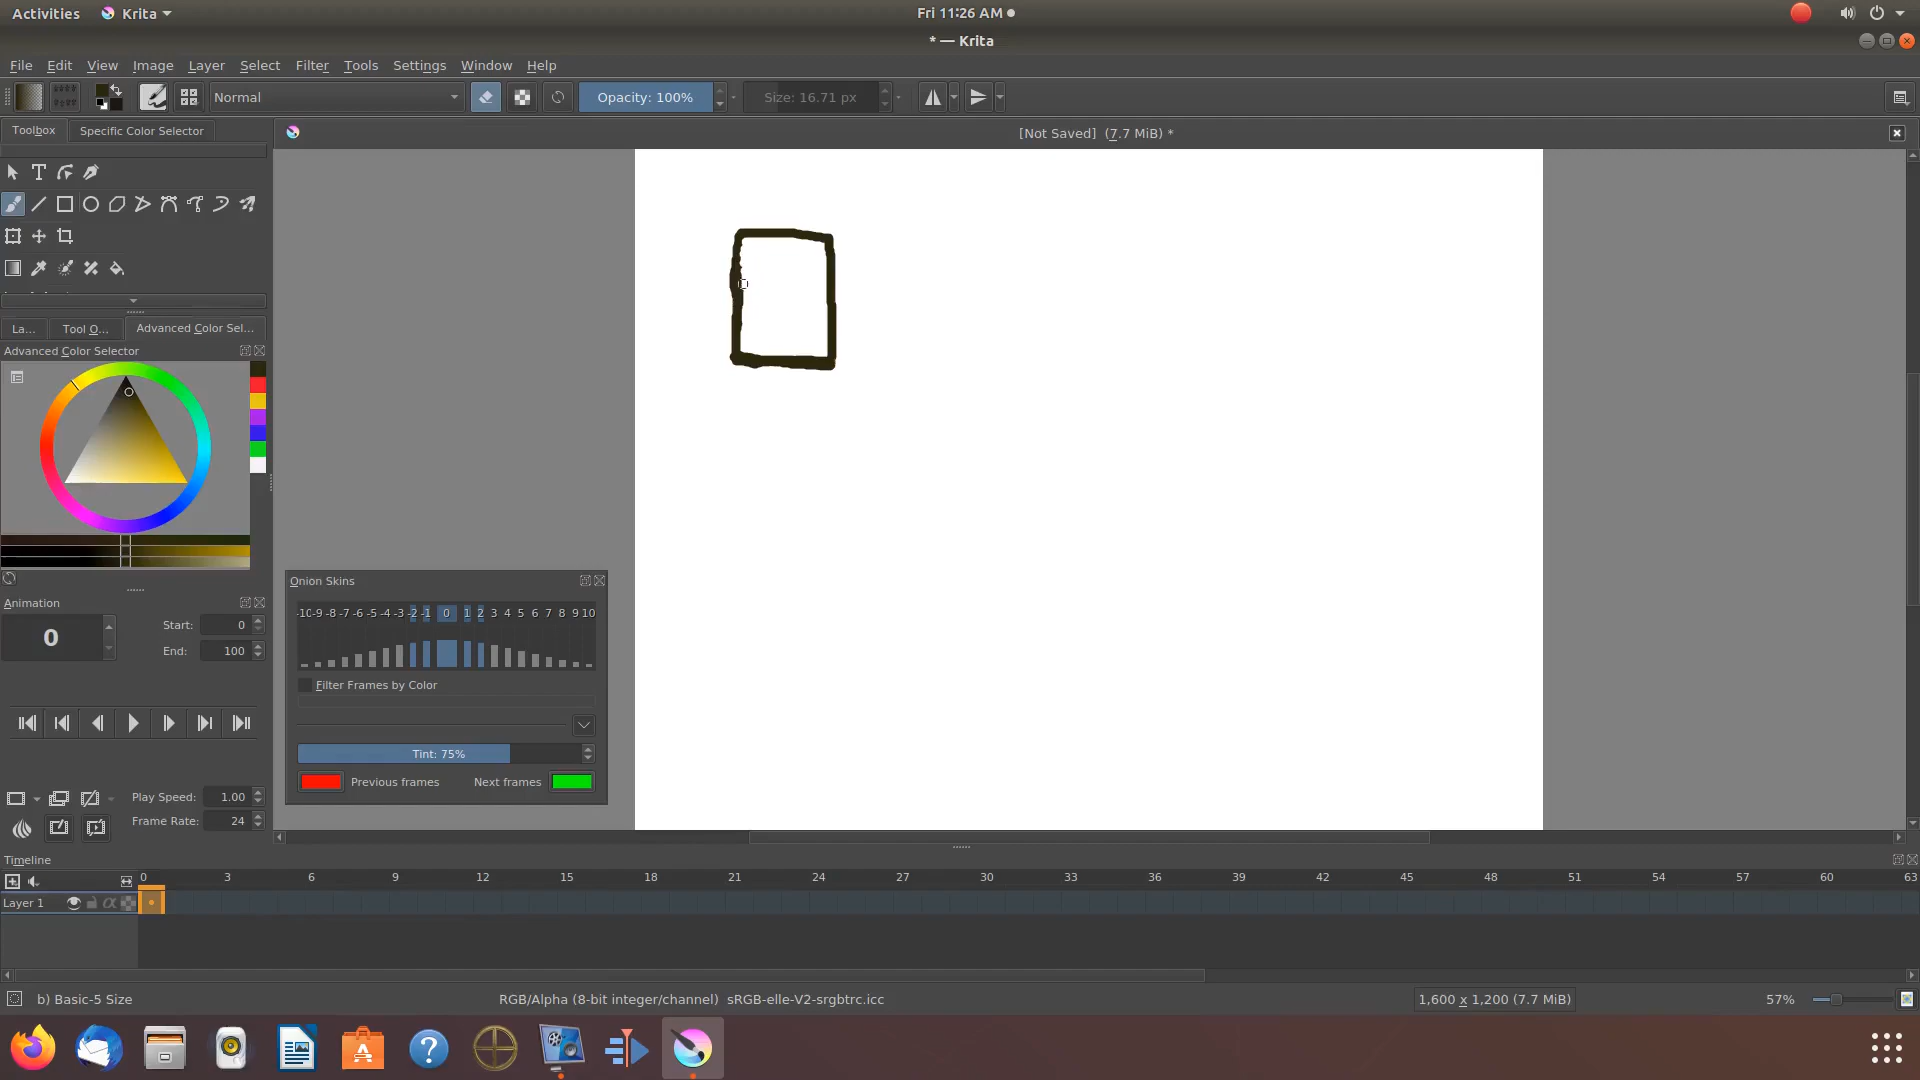 Activities Krita Fri 11:26 AM
* — Krita
File Edit View Image Layer Select Filter Tools Settings Window Help
Normal Opacity: 100% Size: 16.71 px
Toolbox Specific Color Selector [Not Saved] (7.7 MiB) *
La... Tool O... Advanced Color Sel...
Advanced Color Selector
Onion Skins
-10 -9 -8 -7 -6 -5 -4 -3 -2 -1 0 1 2 3 4 5 6 7 8 9 10
Filter Frames by Color
Tint: 75%
Previous frames Next frames
Animation
0 Start: 0
End: 100
Play Speed: 1.00
Frame Rate: 24
Timeline
0 3 6 9 12 15 18 21 24 27 30 33 36 39 42 45 48 51 54 57 60 63
Layer 1
b) Basic-5 Size RGB/Alpha (8-bit integer/channel) sRGB-elle-V2-srgbtrc.icc 1,600 x 1,200 (7.7 MiB) 57%